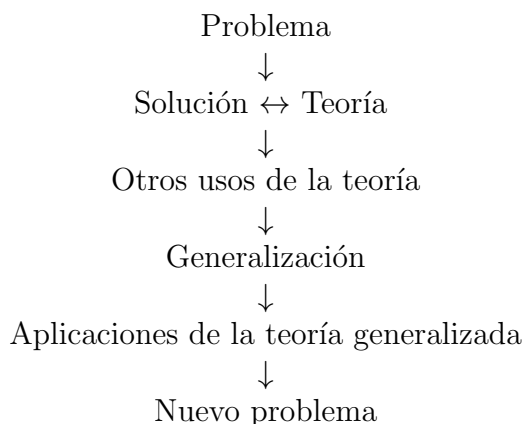 Problema
↓
Solución ↔ Teoría
↓
Otros usos de la teoría
↓
Generalización
↓
Aplicaciones de la teoría generalizada
↓
Nuevo problema